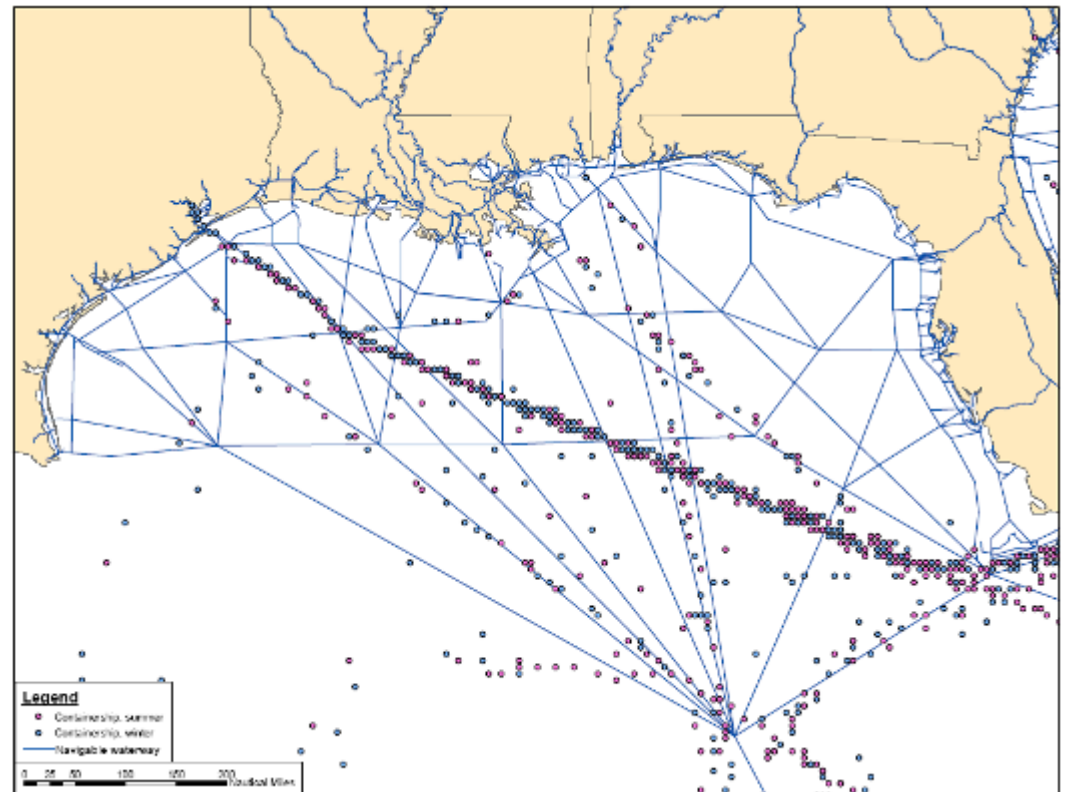 Legend
Containership, summer
Containership, winter
Navigable waterway
0 25 50 100 150 200
Nautical Miles